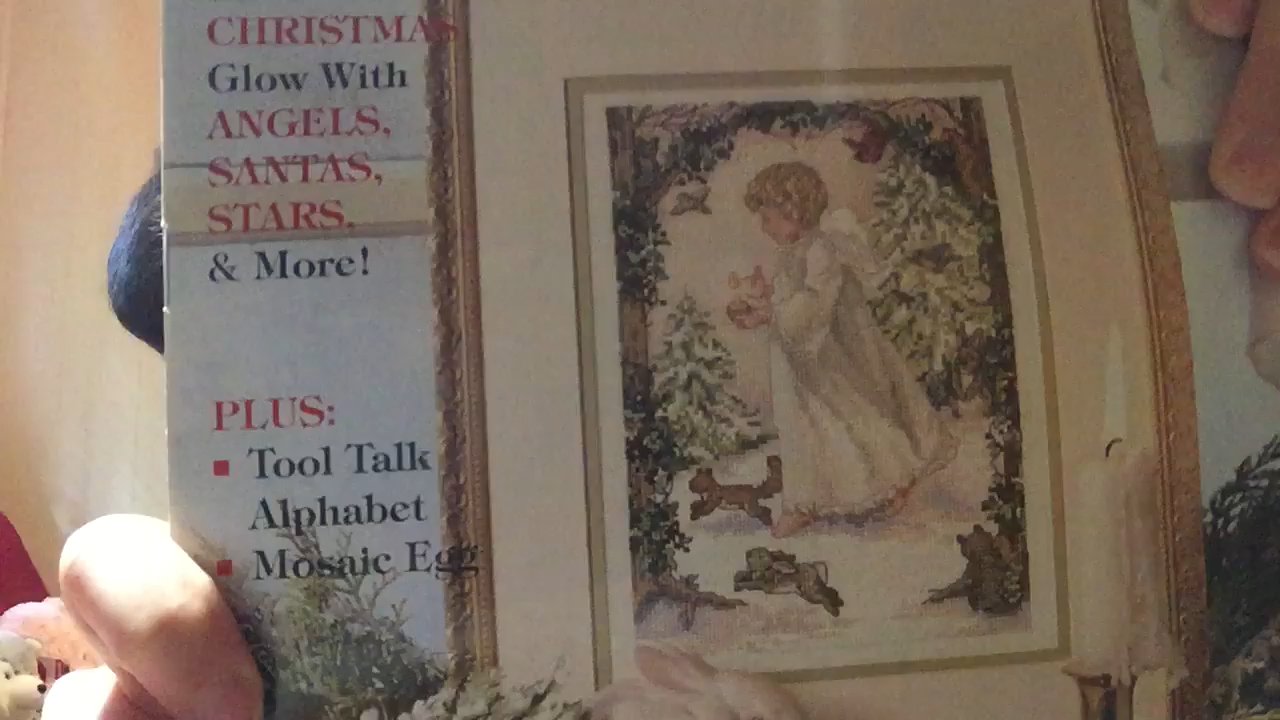 CHRISTMAS
Glow With
ANGELS,
SANTAS,
STARS,
& More!
PLUS:
▪ Tool Talk
Alphabet
▪ Mosaic Egg